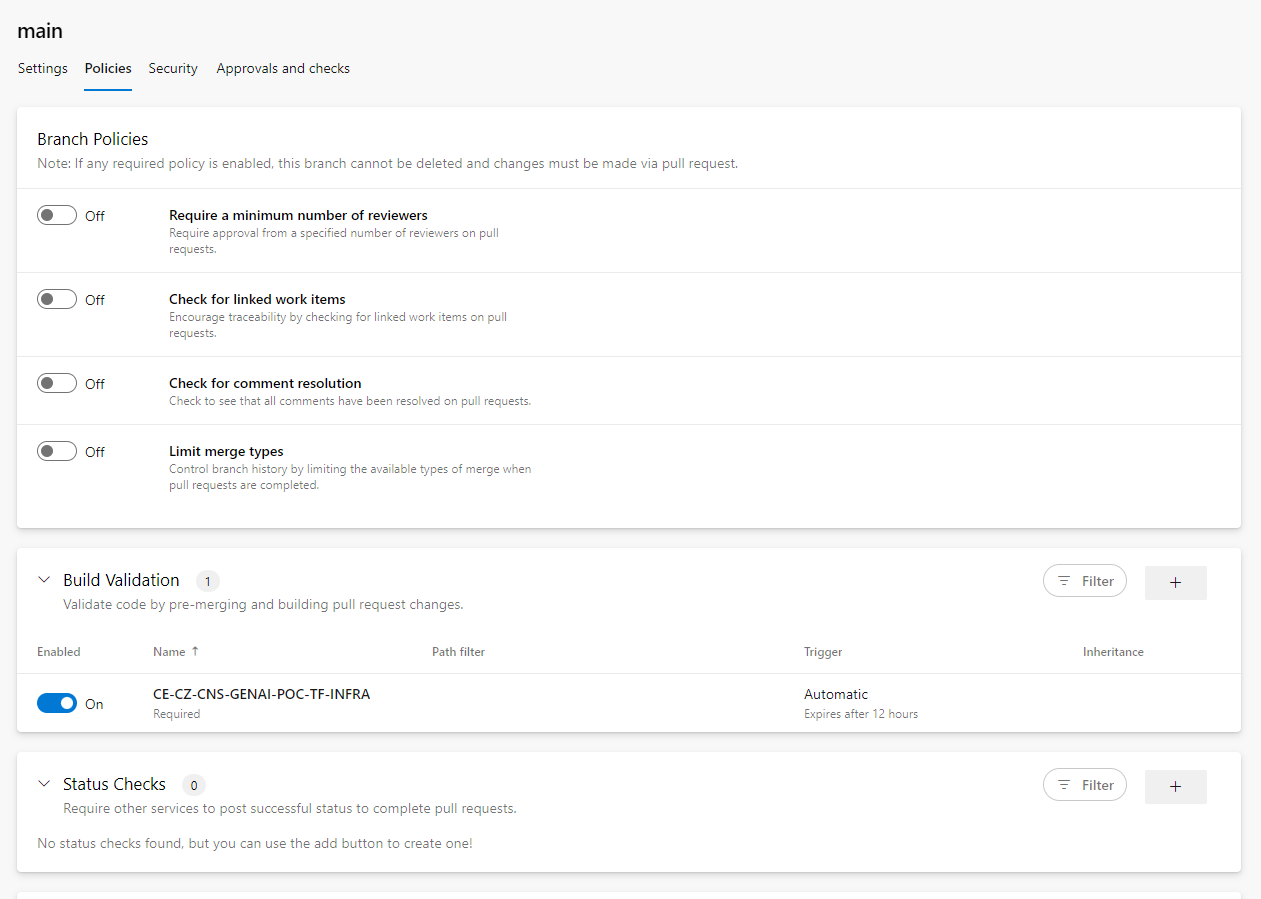 main
Settings Policies Security Approvals and checks
Branch Policies
Note: If any required policy is enabled, this branch cannot be deleted and changes must be made via pull request.
Off Require a minimum number of reviewers
Require approval from a specified number of reviewers on pull
requests.
Off Check for linked work items
Encourage traceability by checking for linked work items on pull
requests.
Off Check for comment resolution
Check to see that all comments have been resolved on pull requests.
Off Limit merge types
Control branch history by limiting the available types of merge when
pull requests are completed.
Build Validation 1 Filter +
Validate code by pre-merging and building pull request changes.
Enabled Name ↑ Path filter Trigger Inheritance
On CE-CZ-CNS-GENAI-POC-TF-INFRA Automatic
Required Expires after 12 hours
Status Checks 0 Filter +
Require other services to post successful status to complete pull requests.
No status checks found, but you can use the add button to create one!